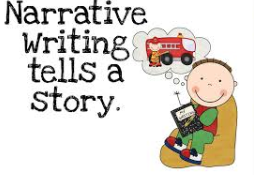 Narrative
Writing
tells a
story.